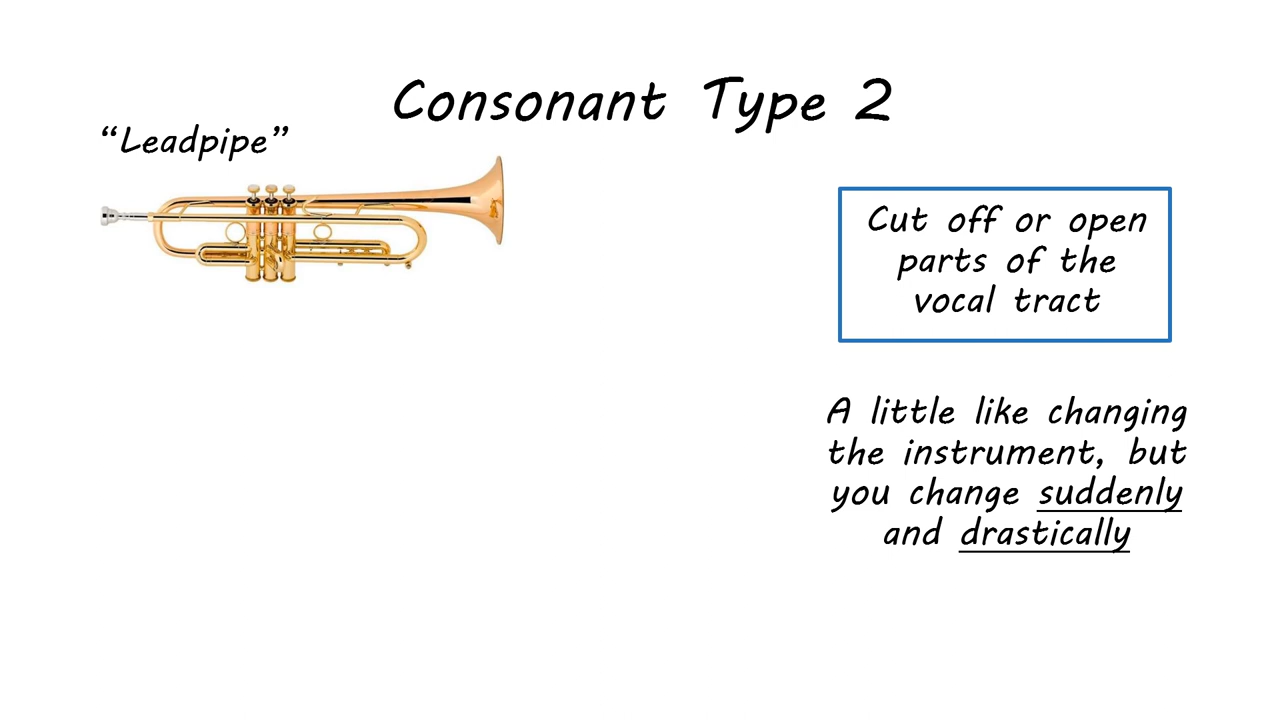 Consonant Type 2
“Leadpipe”
Cut off or open
parts of the
vocal tract
A little like changing
the instrument, but
you change suddenly
and drastically